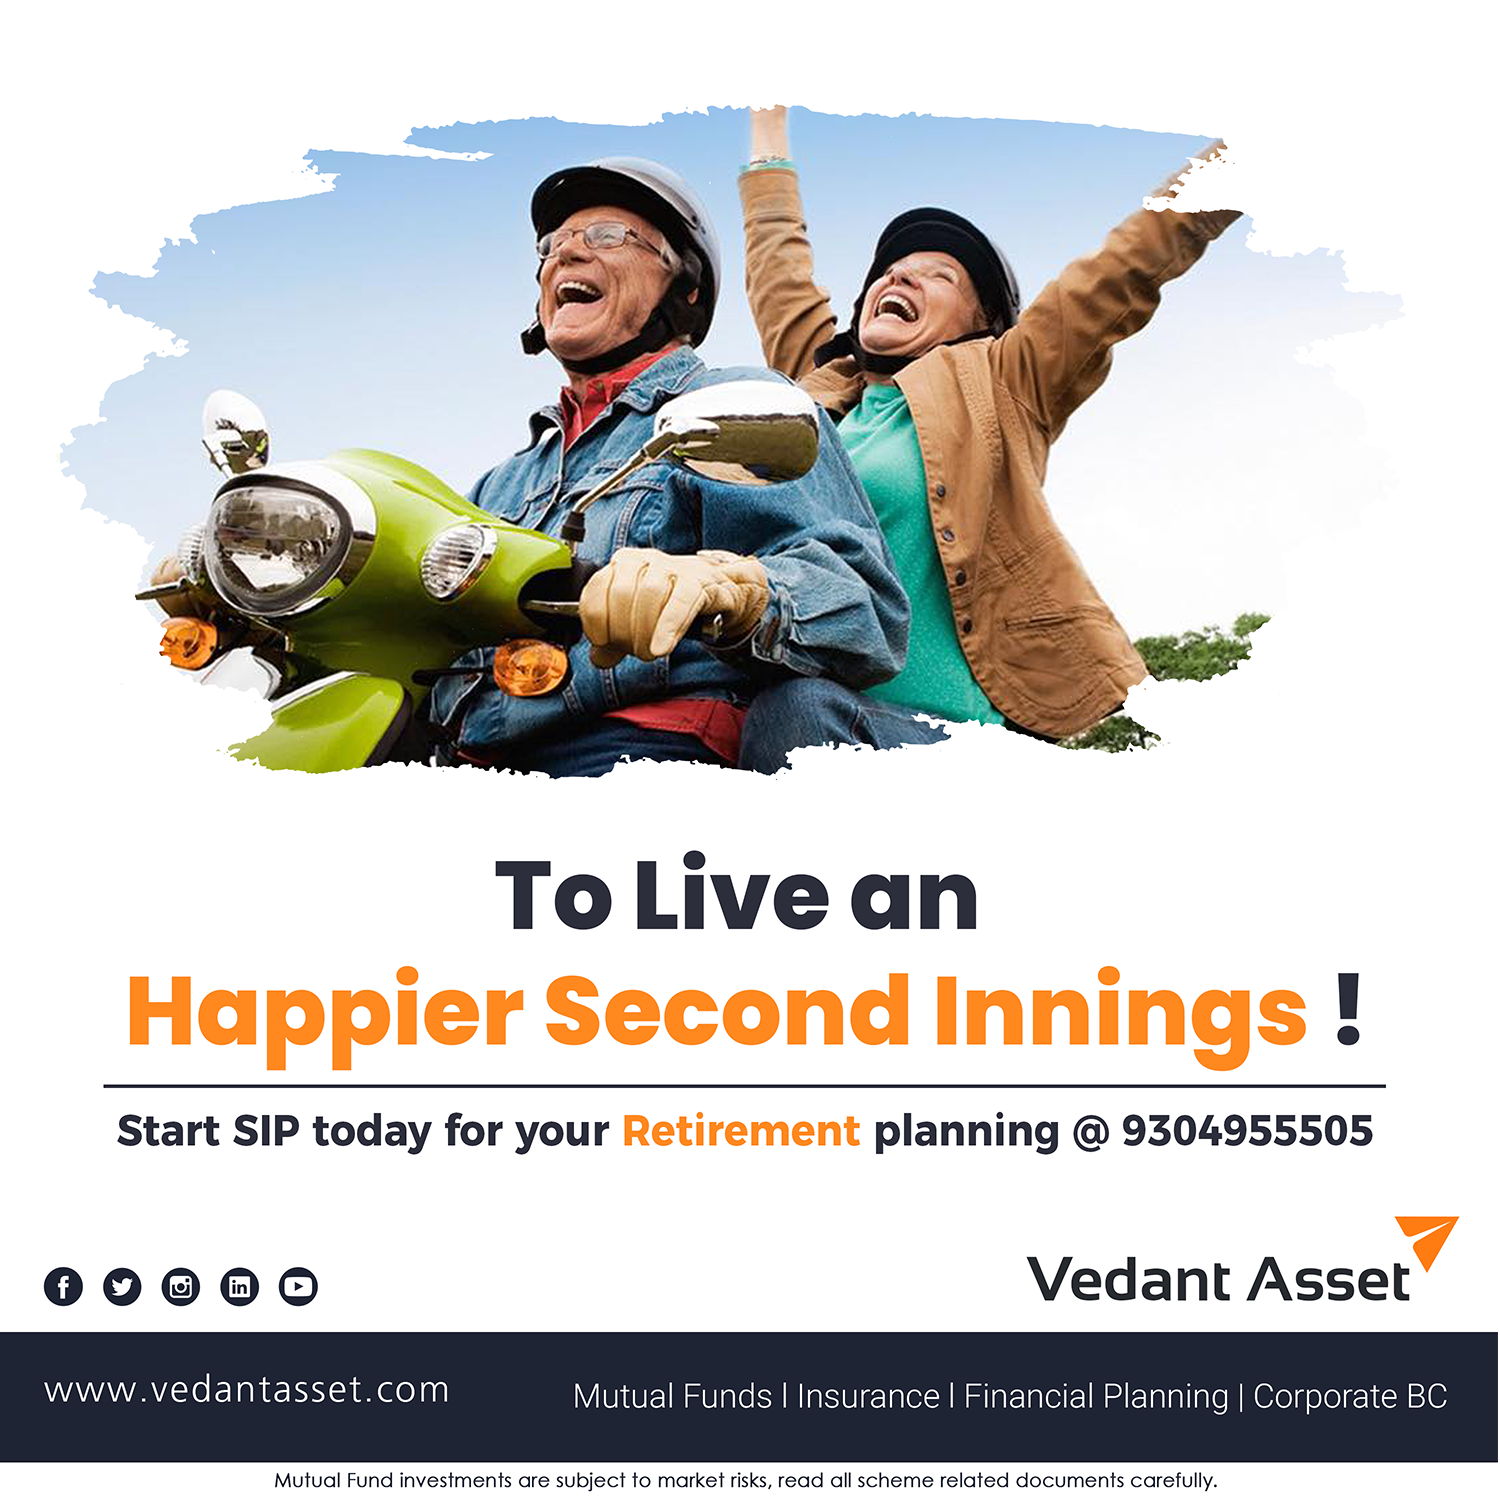 To Live an
Happier Second Innings !
Start SIP today for your Retirement planning @ 9304955505
Vedant Asset
www.vedantasset.com
Mutual Funds l Insurance l Financial Planning | Corporate BC
Mutual Fund investments are subject to market risks, read all scheme related documents carefully.